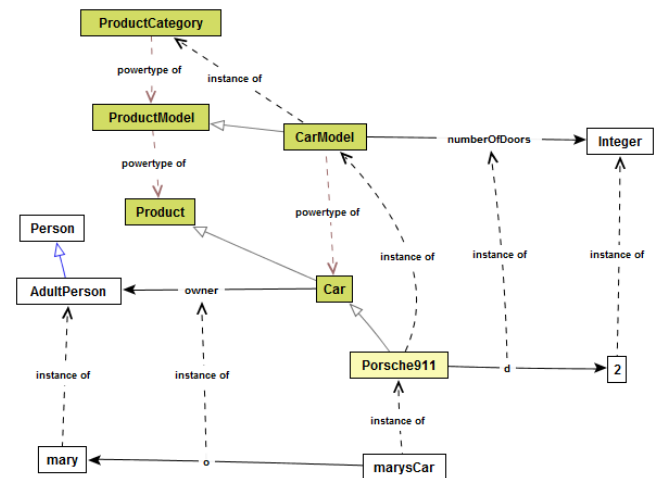 ProductCategory
powertype of
instance of
ProductModel
CarModel
numberOfDoors
Integer
powertype of
Product
powertype of
instance of
instance of
instance of
Person
AdultPerson
owner
Car
Porsche911
d
2
instance of
instance of
instance of
mary
o
marysCar